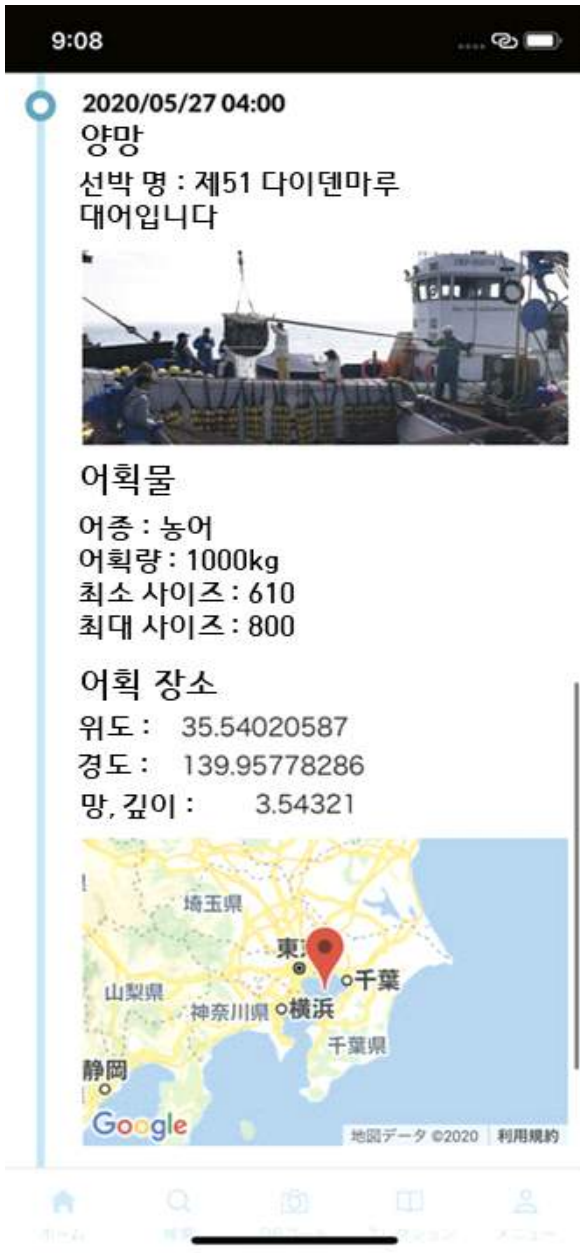 9:08
2020/05/27 04:00
양망
선박 명 : 제51 다이덴마루
대어입니다
어획물
어종 : 농어
어획량 : 1000kg
최소 사이즈 : 610
최대 사이즈 : 800
어획 장소
위도 : 35.54020587
경도 : 139.95778286
망, 깊이 : 3.54321
埼玉県
東
千葉
山梨県
神奈川県
横浜
千葉県
静岡
Google
地図データ ©2020 利用規約
ホーム